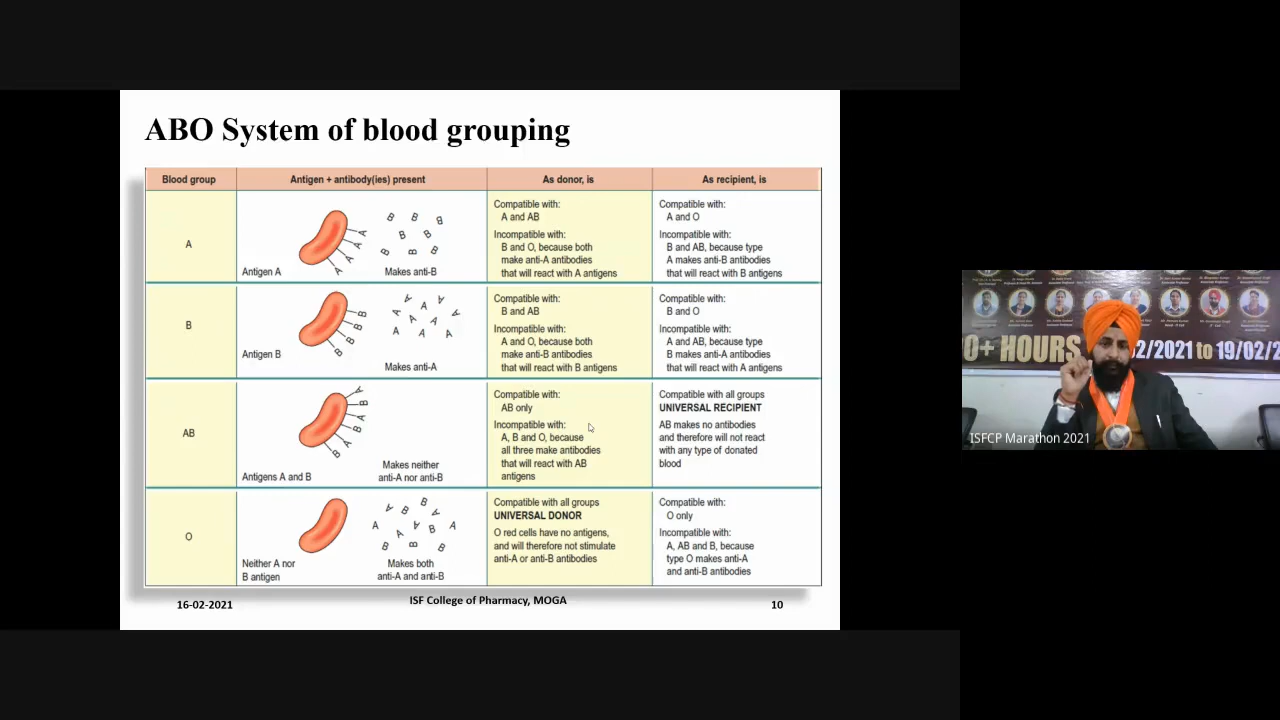 ABO System of blood grouping
Blood group
Antigen + antibody(ies) present
As donor, is
As recipient, is
A
A
A
A
A
B
B
B
B
B
B
B
B
B
Antigen A
Makes anti-B
Compatible with:
A and AB
Incompatible with:
B and O, because both
make anti-A antibodies
that will react with A antigens
Compatible with:
A and O
Incompatible with:
B and AB, because type
A makes anti-B antibodies
that will react with B antigens
B
B
B
B
B
A
A
A
A
A
A
A
A
A
A
Antigen B
Makes anti-A
Compatible with:
B and AB
Incompatible with:
A and O, because both
make anti-B antibodies
that will react with B antigens
Compatible with:
B and O
Incompatible with:
A and AB, because type
B makes anti-A antibodies
that will react with A antigens
AB
A
B
A
B
A
B
Antigens A and B
Makes neither
anti-A nor anti-B
Compatible with:
AB only
Incompatible with:
A, B and O, because
all three make antibodies
that will react with AB
antigens
Compatible with all groups
UNIVERSAL RECIPIENT
AB makes no antibodies
and therefore will not react
with any type of donated
blood
O
A
B
B
A
A
A
A
B
A
B
B
B
Neither A nor
B antigen
Makes both
anti-A and anti-B
Compatible with all groups
UNIVERSAL DONOR
O red cells have no antigens,
and will therefore not stimulate
anti-A or anti-B antibodies
Compatible with:
O only
Incompatible with:
A, AB and B, because
type O makes anti-A
and anti-B antibodies
16-02-2021
ISF College of Pharmacy, MOGA
10
0+ HOURS
02/2021 to 19/02/
ISFCP Marathon 2021